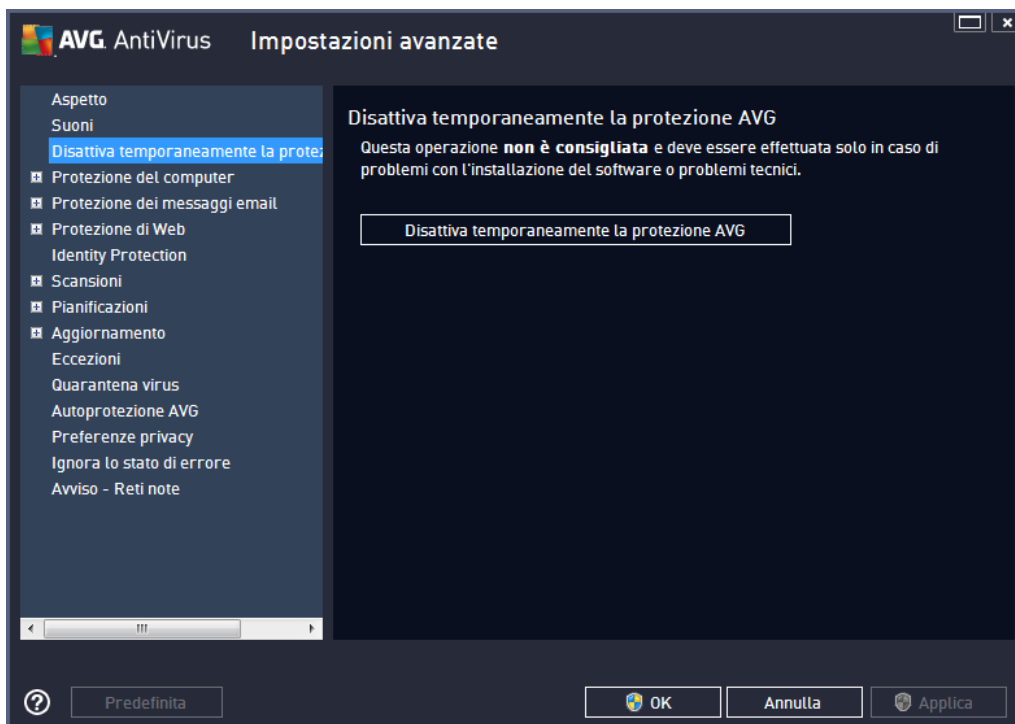 AVG. AntiVirus Impostazioni avanzate
Aspetto
Suoni
Disattiva temporaneamente la protez
Protezione del computer
Protezione dei messaggi email
Protezione di Web
Identity Protection
Scansioni
Pianificazioni
Aggiornamento
Eccezioni
Quarantena virus
Autoprotezione AVG
Preferenze privacy
Ignora lo stato di errore
Avviso - Reti note
Disattiva temporaneamente la protezione AVG
Questa operazione non è consigliata e deve essere effettuata solo in caso di
problemi con l'installazione del software o problemi tecnici.
Disattiva temporaneamente la protezione AVG
Predefinita
OK
Annulla
Applica